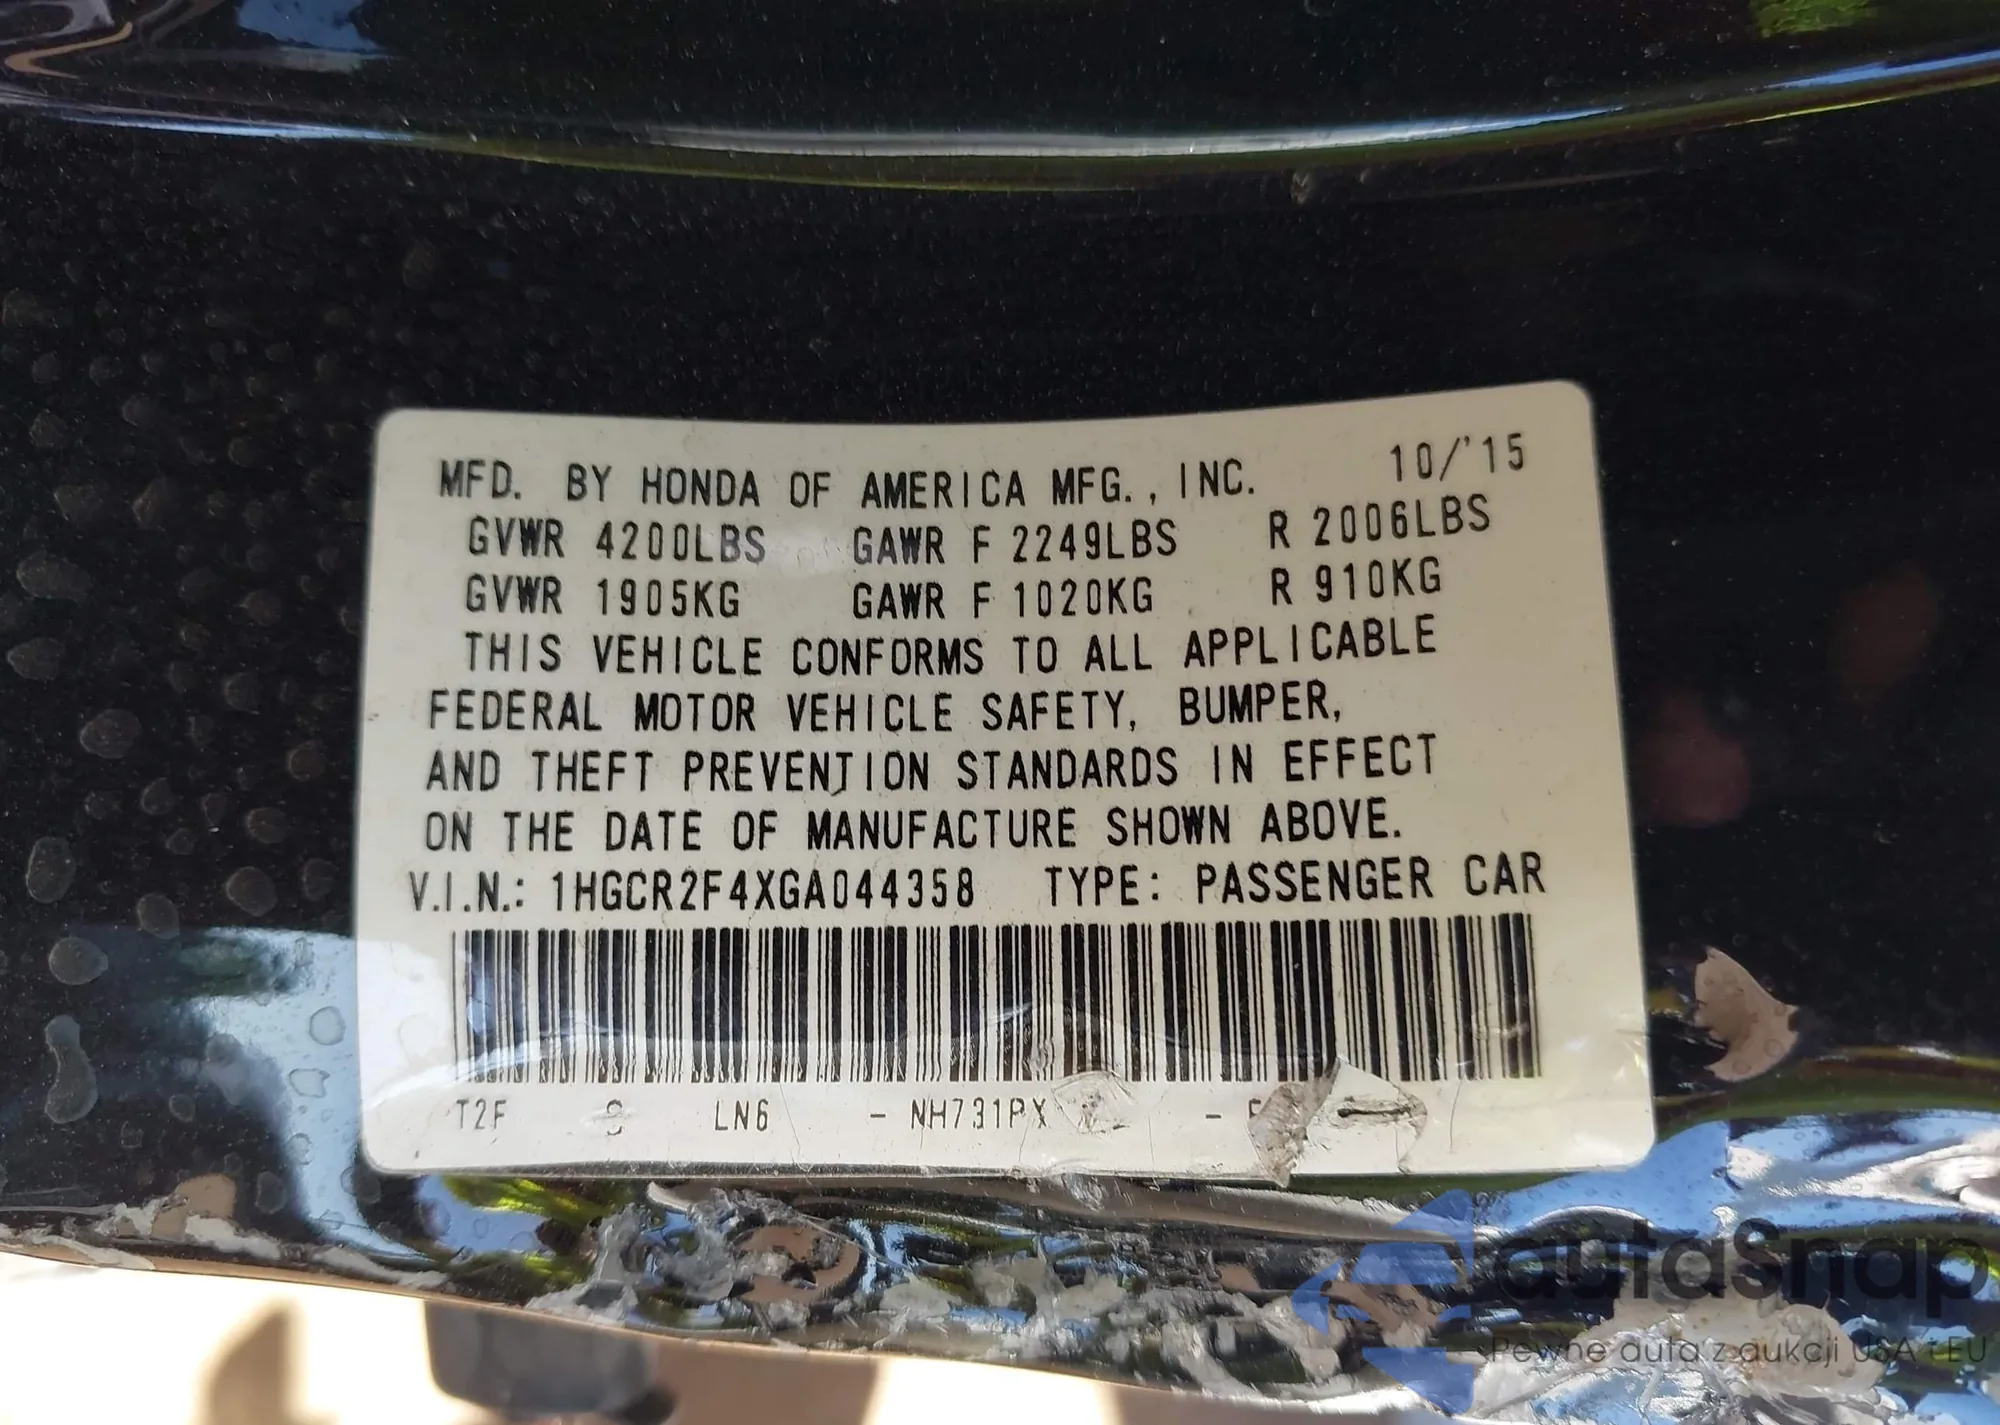 MFD. BY HONDA OF AMERICA MFG., INC. 10/'15
GVWR 4200LBS GAWR F 2249LBS R 2006LBS
GVWR 1905KG GAWR F 1020KG R 910KG
THIS VEHICLE CONFORMS TO ALL APPLICABLE
FEDERAL MOTOR VEHICLE SAFETY, BUMPER,
AND THEFT PREVENTION STANDARDS IN EFFECT
ON THE DATE OF MANUFACTURE SHOWN ABOVE.
V.I.N.: 1HGCR2F4XGA044358 TYPE: PASSENGER CAR
T2F LN6 - NH731PX -
autaSnap
Pewne auta z aukcji USA i EU